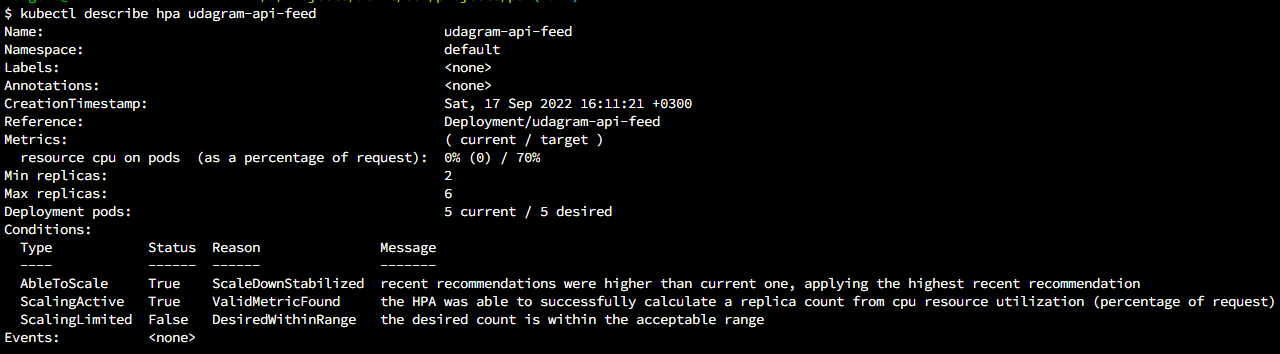 $ kubectl describe hpa udagram-api-feed
Name: udagram-api-feed
Namespace: default
Labels: <none>
Annotations: <none>
CreationTimestamp: Sat, 17 Sep 2022 16:11:21 +0300
Reference: Deployment/udagram-api-feed
Metrics: ( current / target )
resource cpu on pods (as a percentage of request): 0% (0) / 70%
Min replicas: 2
Max replicas: 6
Deployment pods: 5 current / 5 desired
Conditions:
Type Status Reason Message
---- ------ ------ -------
AbleToScale True ScaleDownStabilized recent recommendations were higher than current one, applying the highest recent recommendation
ScalingActive True ValidMetricFound the HPA was able to successfully calculate a replica count from cpu resource utilization (percentage of request)
ScalingLimited False DesiredWithinRange the desired count is within the acceptable range
Events: <none>